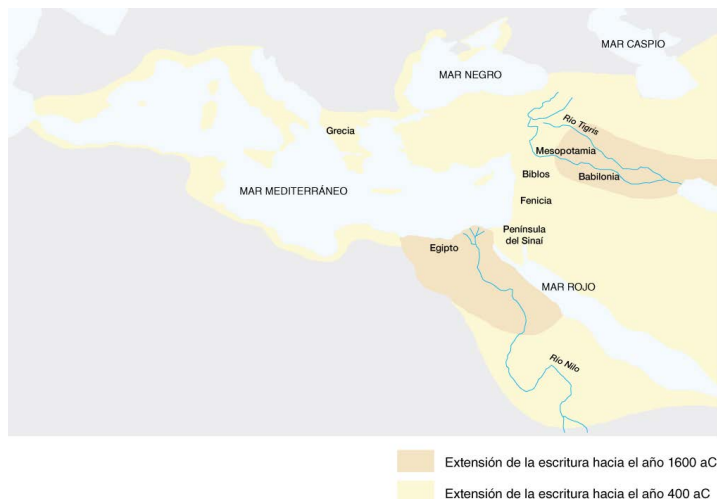 MAR CASPIO
MAR NEGRO
Río Tigris
Grecia
Mesopotamia
Biblos
Babilonia
MAR MEDITERRÁNEO
Fenicia
Península
del Sinaí
Egipto
MAR ROJO
Río Nilo
Extensión de la escritura hacia el año 1600 aC
Extensión de la escritura hacia el año 400 aC